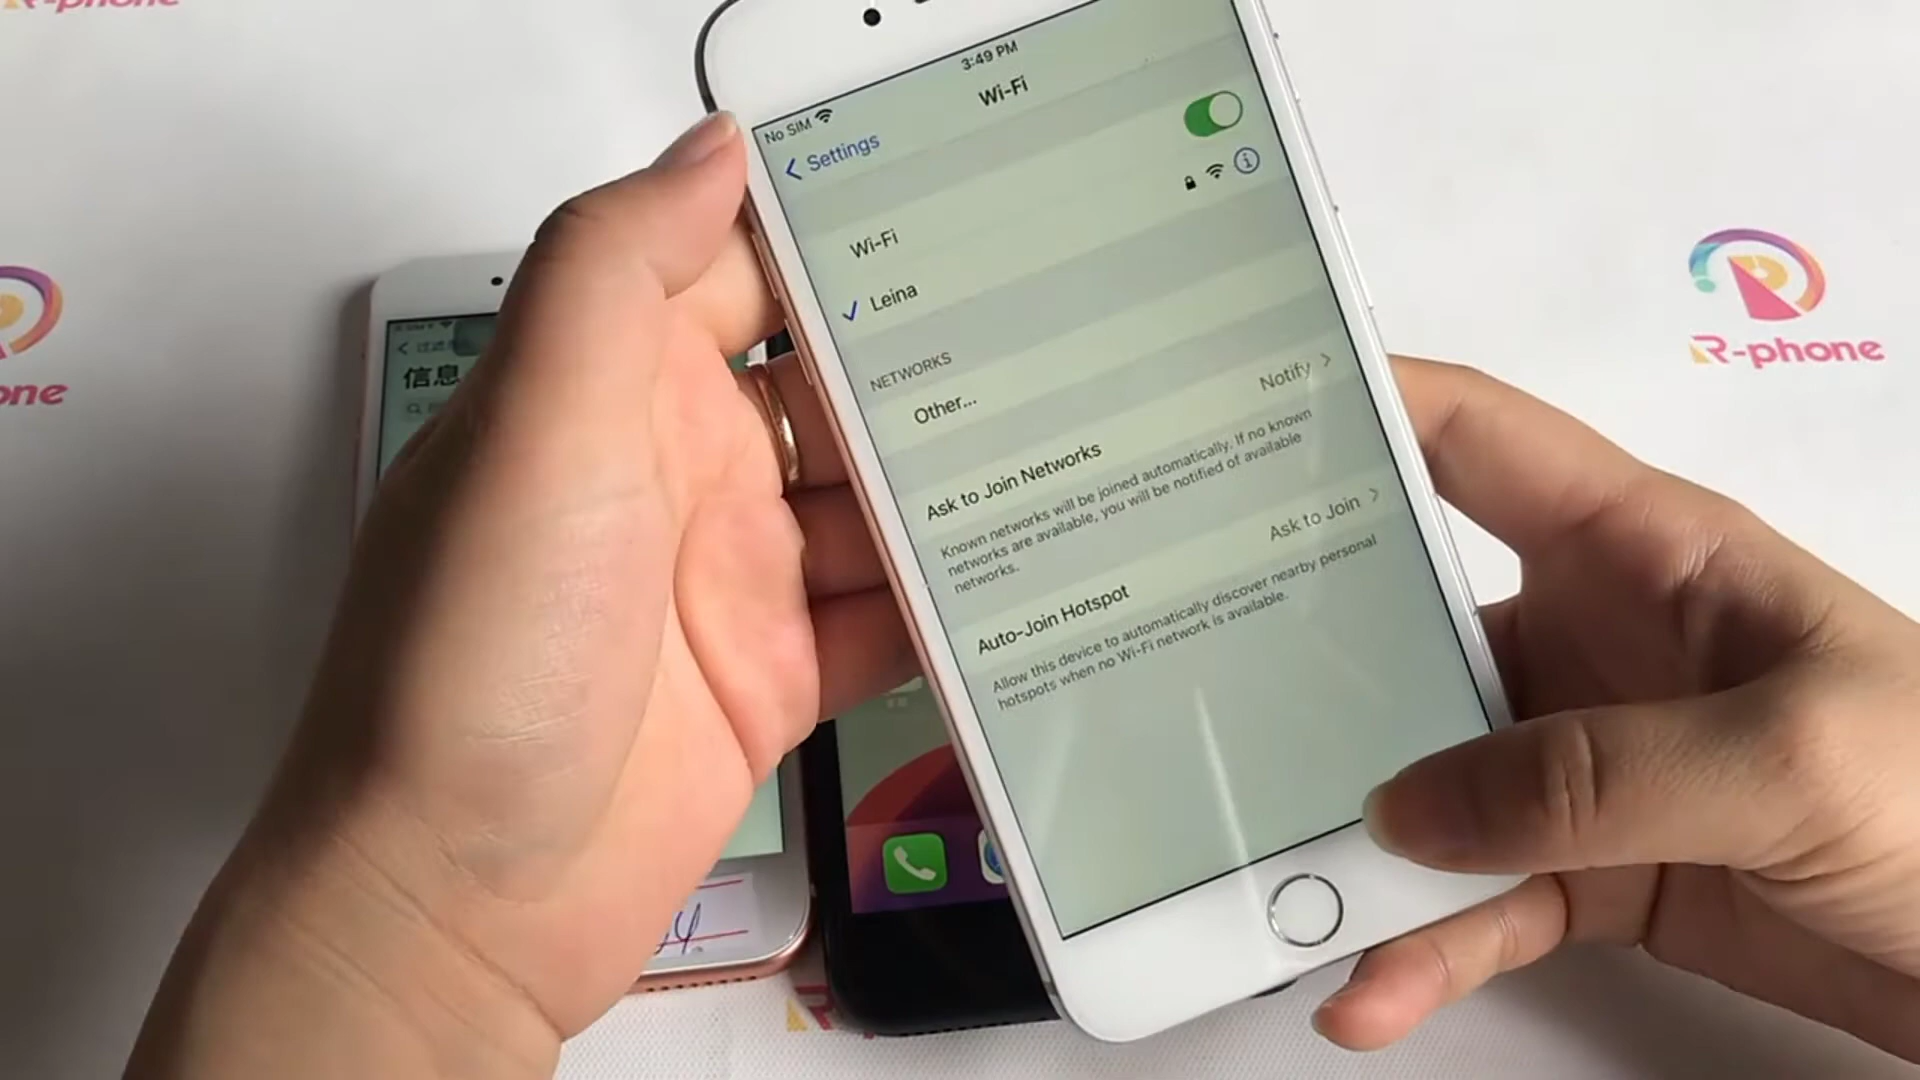 R-phone
3:49 PM
No SIM
Wi-Fi
Settings
Wi-Fi
Leina
NETWORKS
Other...
Ask to Join Networks
Notify
Known networks will be joined automatically. If no known
networks are available, you will be notified of available
networks.
Auto-Join Hotspot
Ask to Join
Allow this device to automatically discover nearby personal
hotspots when no Wi-Fi network is available.
信息
R-phone
one